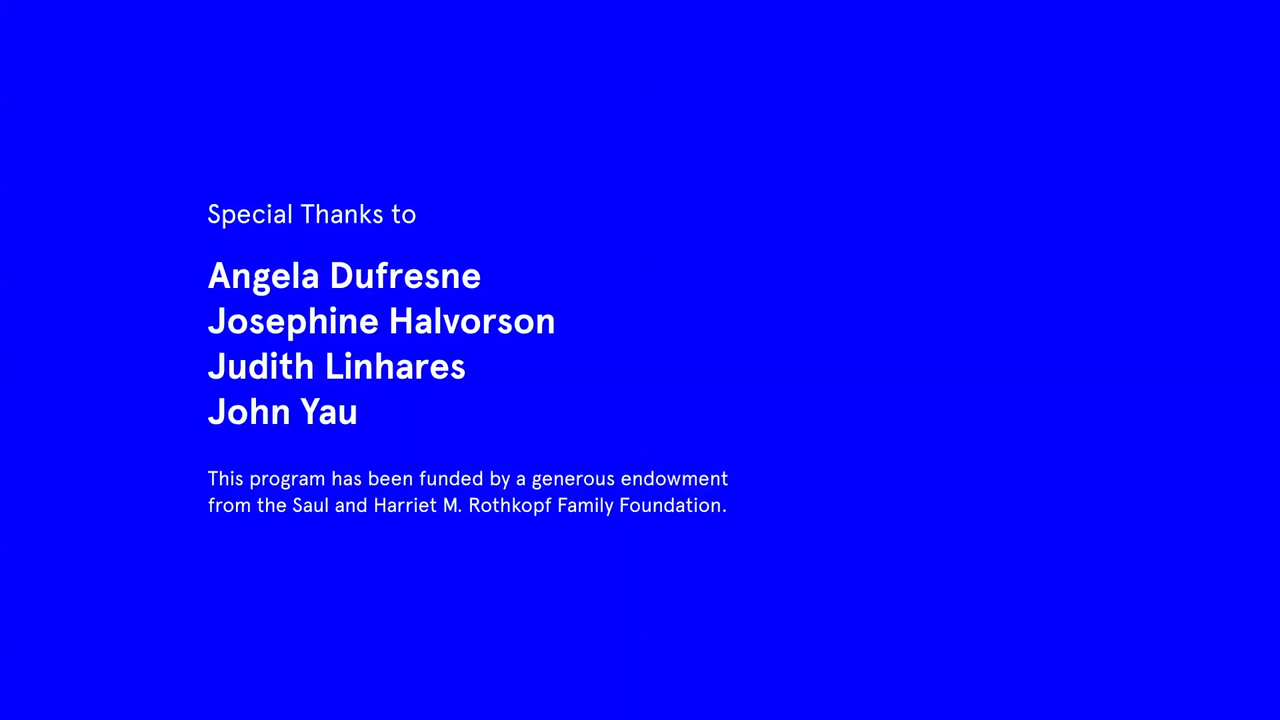 Special Thanks to
Angela Dufresne
Josephine Halvorson
Judith Linhares
John Yau
This program has been funded by a generous endowment
from the Saul and Harriet M. Rothkopf Family Foundation.